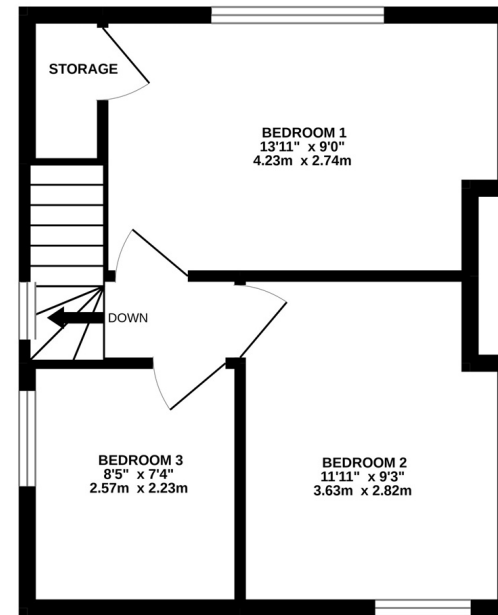 STORAGE
BEDROOM 1
13'11" x 9'0"
4.23m x 2.74m
DOWN
BEDROOM 3
8'5" x 7'4"
2.57m x 2.23m
BEDROOM 2
11'11" x 9'3"
3.63m x 2.82m